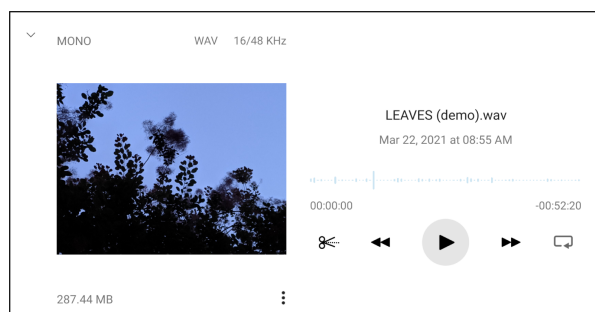 MONO WAV 16/48 KHz
LEAVES (demo).wav
Mar 22, 2021 at 08:55 AM
00:00:00 -00:52:20
287.44 MB